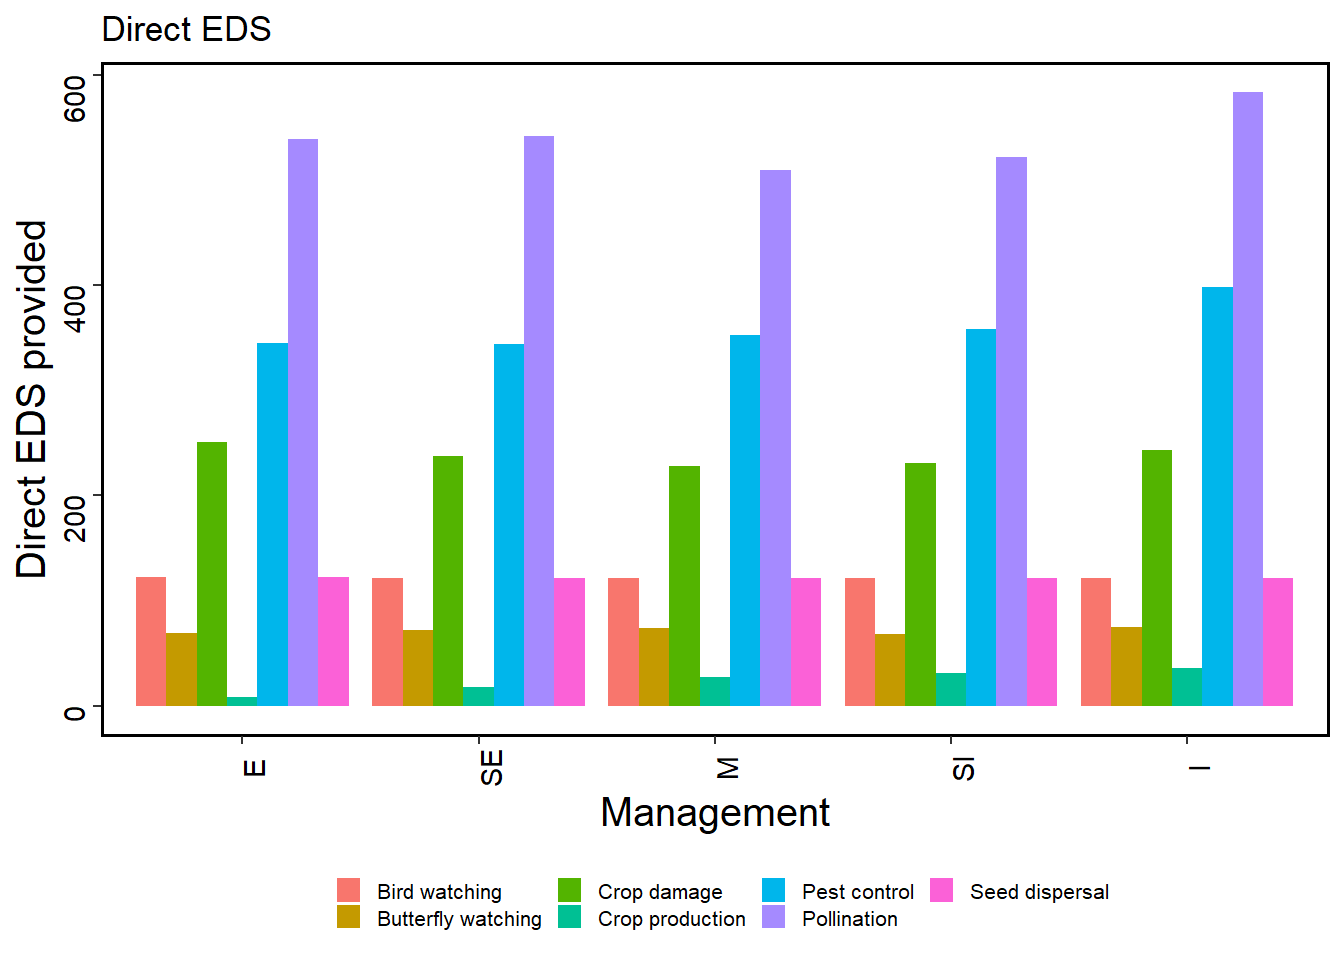 Direct EDS
600
400
200
0
Direct EDS provided
E
SE
M
SI
I
Management
Bird watching
Crop damage
Pest control
Seed dispersal
Butterfly watching
Crop production
Pollination